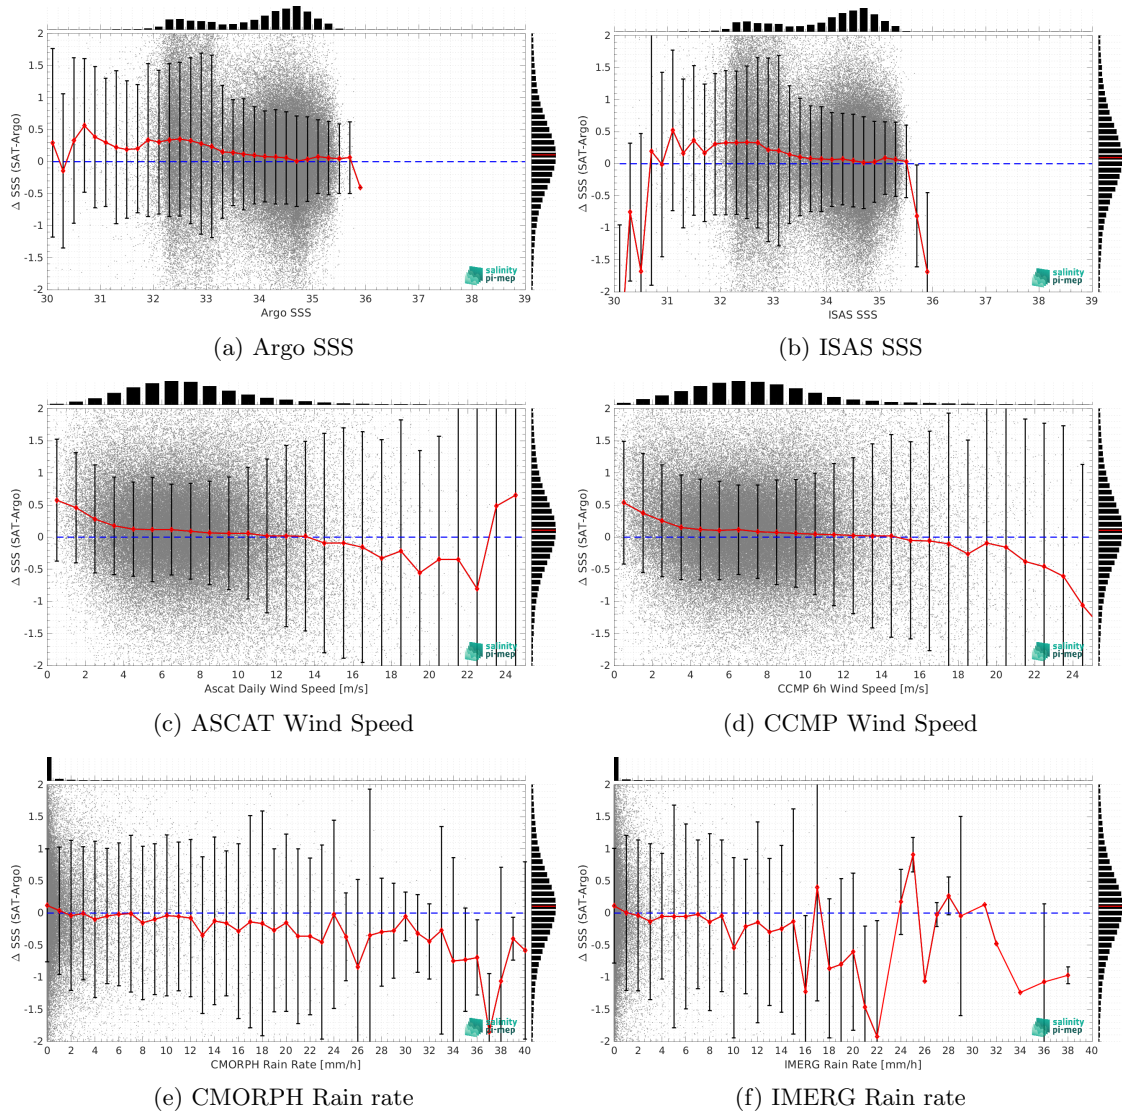 2
1.5
1
0.5
0
-0.5
-1
-1.5
-2
Δ SSS (SAT-Argo)
30 31 32 33 34 35 36 37 38 39
Argo SSS
salinity
pi-mep
(a) Argo SSS
2
1.5
1
0.5
0
-0.5
-1
-1.5
-2
Δ SSS (SAT-Argo)
30 31 32 33 34 35 36 37 38 39
ISAS SSS
salinity
pi-mep
(b) ISAS SSS
2
1.5
1
0.5
0
-0.5
-1
-1.5
-2
Δ SSS (SAT-Argo)
0 2 4 6 8 10 12 14 16 18 20 22 24
Ascat Daily Wind Speed [m/s]
salinity
pi-mep
(c) ASCAT Wind Speed
2
1.5
1
0.5
0
-0.5
-1
-1.5
-2
Δ SSS (SAT-Argo)
0 2 4 6 8 10 12 14 16 18 20 22 24
CCMP 6h Wind Speed [m/s]
salinity
pi-mep
(d) CCMP Wind Speed
2
1.5
1
0.5
0
-0.5
-1
-1.5
-2
Δ SSS (SAT-Argo)
0 2 4 6 8 10 12 14 16 18 20 22 24 26 28 30 32 34 36 38 40
CMORPH Rain Rate [mm/h]
salinity
pi-mep
(e) CMORPH Rain rate
2
1.5
1
0.5
0
-0.5
-1
-1.5
-2
Δ SSS (SAT-Argo)
0 2 4 6 8 10 12 14 16 18 20 22 24 26 28 30 32 34 36 38 40
IMERG Rain Rate [mm/h]
salinity
pi-mep
(f) IMERG Rain rate